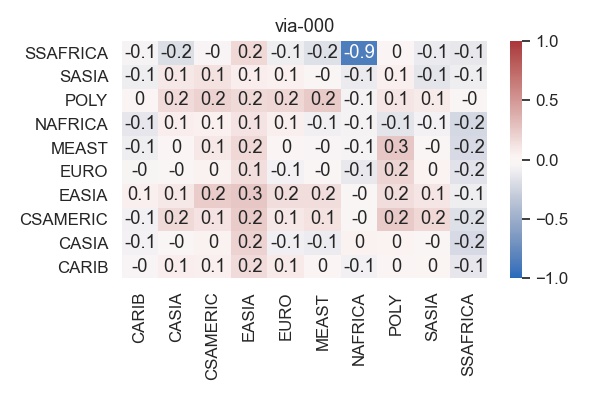 via-000
SSAFRICA -0.1 -0.2 -0 0.2 -0.1 -0.2 -0.9 0 -0.1 -0.1
SASIA -0.1 0.1 0.1 0.1 0.1 -0 -0.1 0.1 -0.1 -0.1
POLY 0 0.2 0.2 0.2 0.2 0.2 -0.1 0.1 0.1 -0
NAFRICA -0.1 0.1 0.1 0.1 0.1 -0.1 -0.1 -0.1 -0.1 -0.2
MEAST -0.1 0 0.1 0.2 0 -0 -0.1 0.3 -0 -0.2
EURO -0 -0 0 0.1 -0.1 0 -0.1 0.2 0 -0.2
EASIA 0.1 0.1 0.2 0.3 0.2 0.2 -0 0.2 0.1 -0.1
CSAMERIC -0.1 0.2 0.1 0.2 0.1 0.1 -0 0.2 0.2 -0.2
CASIA -0.1 -0 0 0.2 -0.1 -0.1 0 0 -0 -0.2
CARIB -0 0.1 0.1 0.2 0.1 0 -0.1 0 0 -0.1
CARIB CASIA CSAMERIC EASIA EURO MEAST NAFRICA POLY SASIA SSAFRICA
1.0
0.5
0.0
−0.5
−1.0